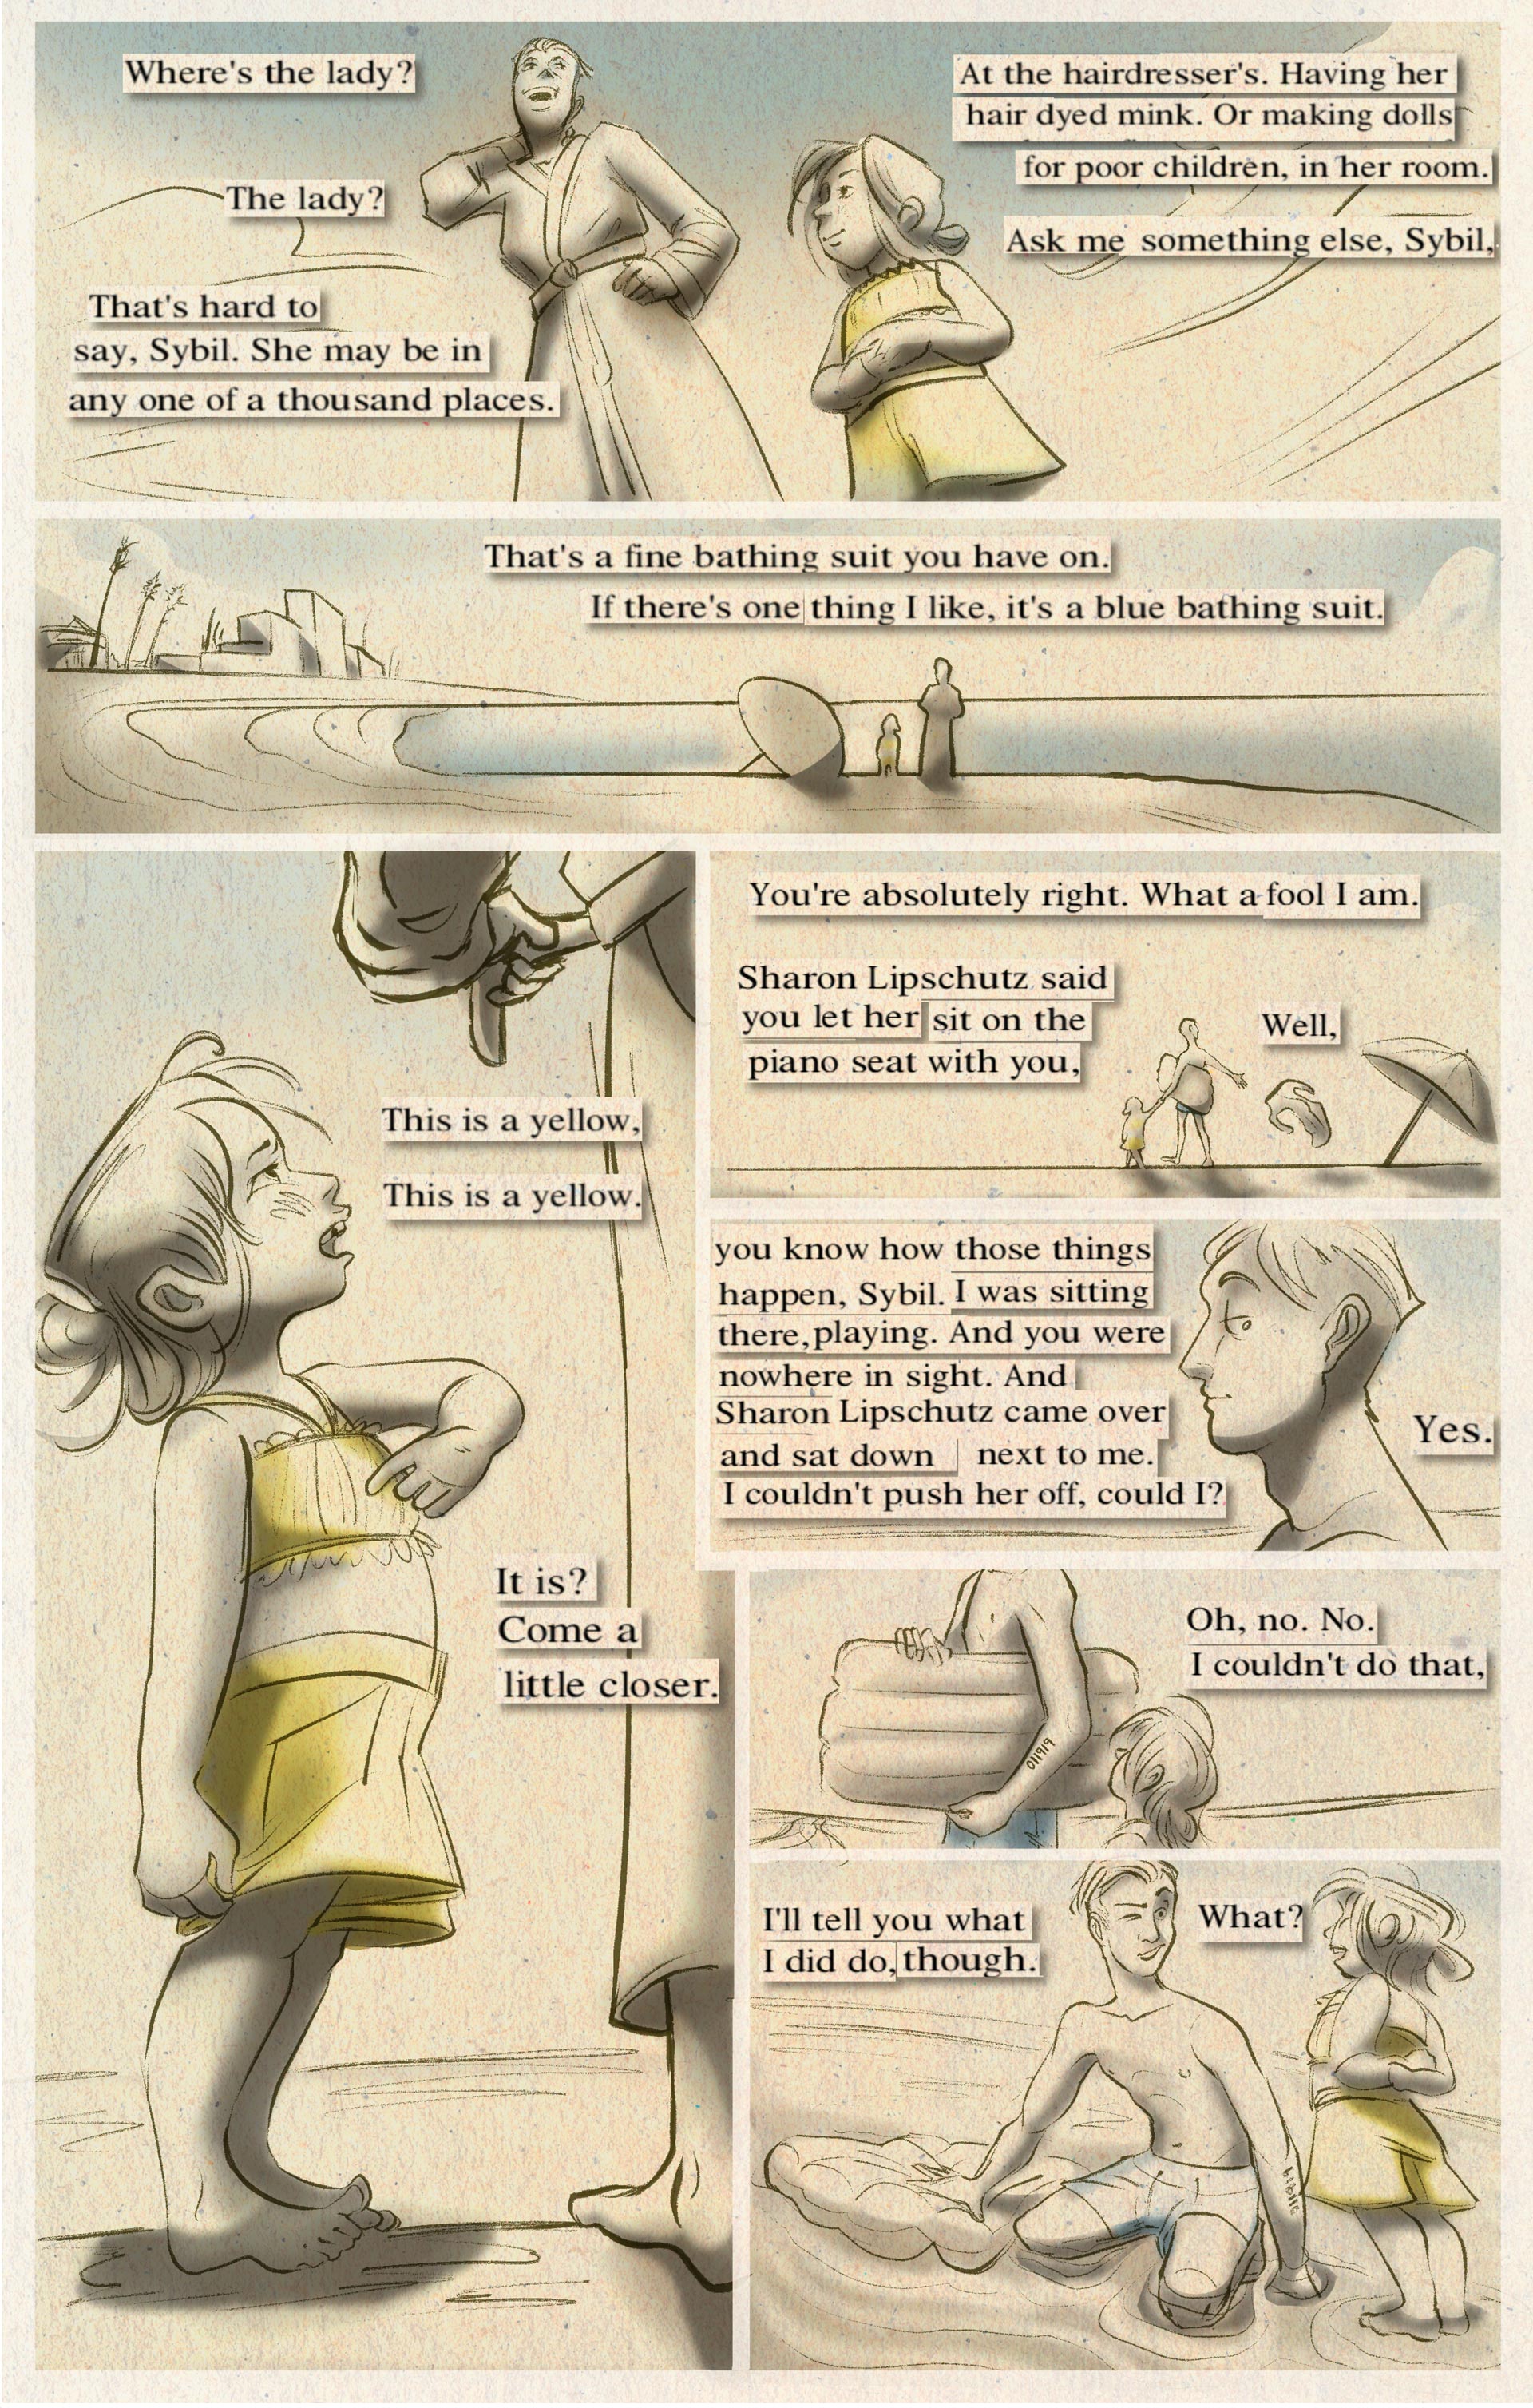 Where's the lady?
The lady?
That's hard to
say, Sybil. She may be in
any one of a thousand places.
At the hairdresser's. Having her
hair dyed mink. Or making dolls
for poor children, in her room.
Ask me something else, Sybil,
That's a fine bathing suit you have on.
If there's one thing I like, it's a blue bathing suit.
This is a yellow,
This is a yellow.
It is?
Come a
little closer.
You're absolutely right. What a fool I am.
Sharon Lipschutz said
you let her sit on the
piano seat with you,
Well,
you know how those things
happen, Sybil. I was sitting
there, playing. And you were
nowhere in sight. And
Sharon Lipschutz came over
and sat down next to me.
I couldn't push her off, could I?
Yes.
Oh, no. No.
I couldn't do that,
I'll tell you what
I did do, though.
What?